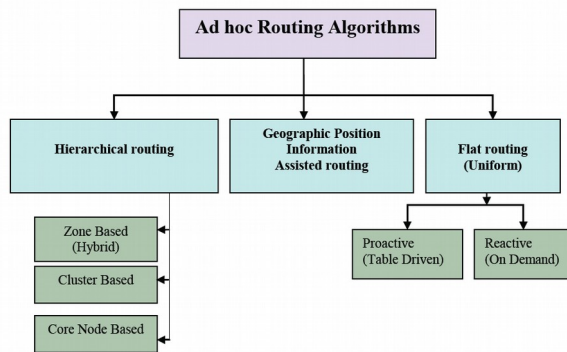 Ad hoc Routing Algorithms
Hierarchical routing
Geographic Position
Information
Assisted routing
Flat routing
(Uniform)
Zone Based
(Hybrid)
Cluster Based
Core Node Based
Proactive
(Table Driven)
Reactive
(On Demand)